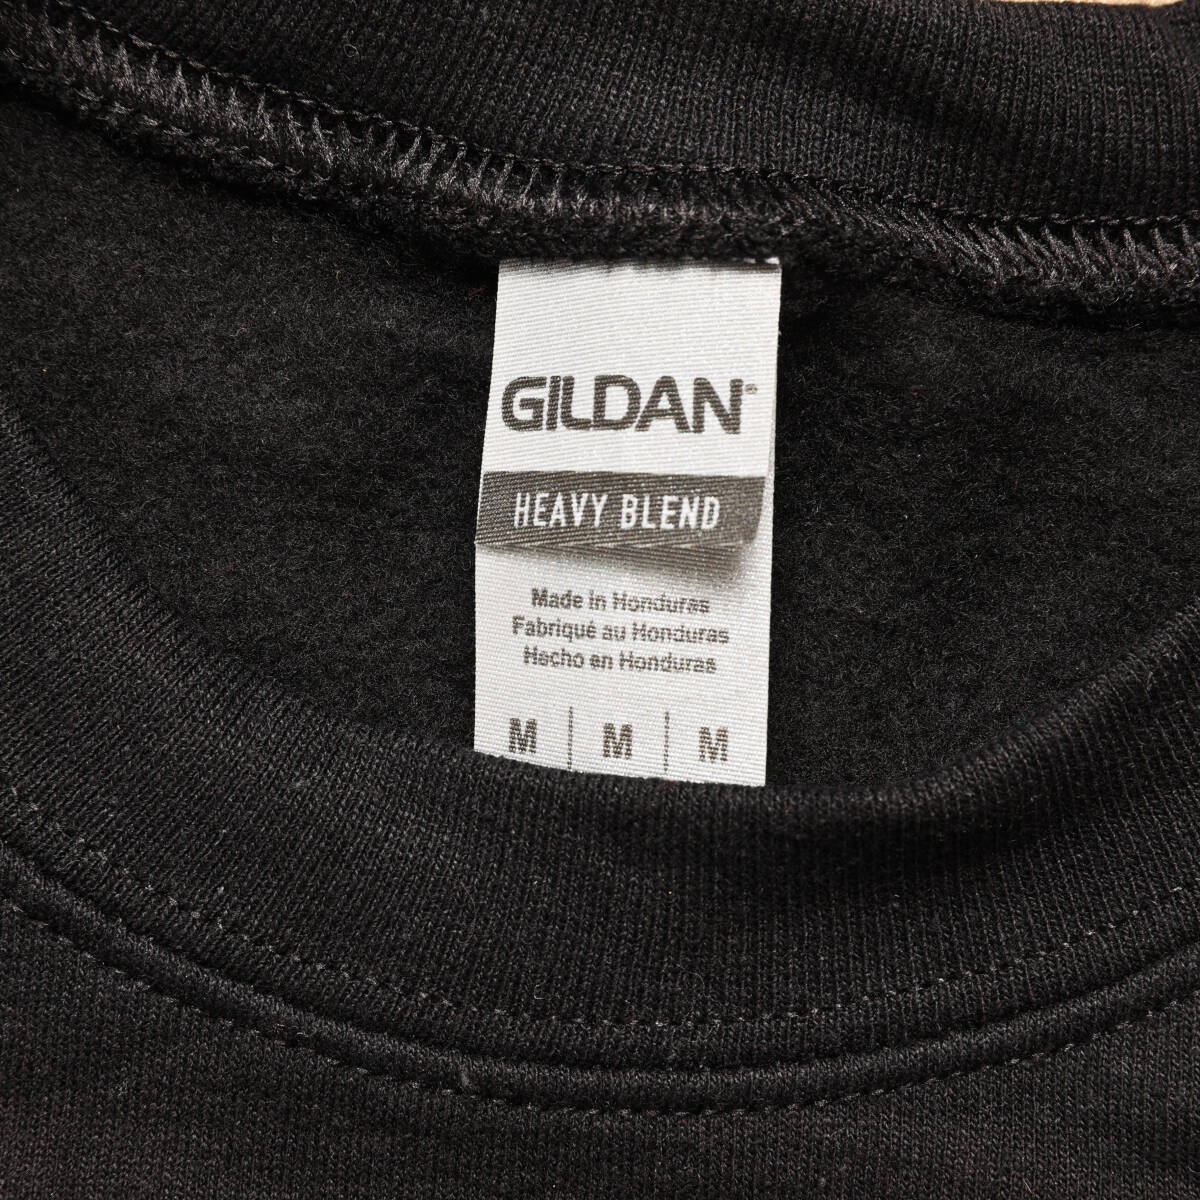 GILDAN®
HEAVY BLEND
Made in Honduras
Fabriqué au Honduras
Hecho en Honduras
M | M | M